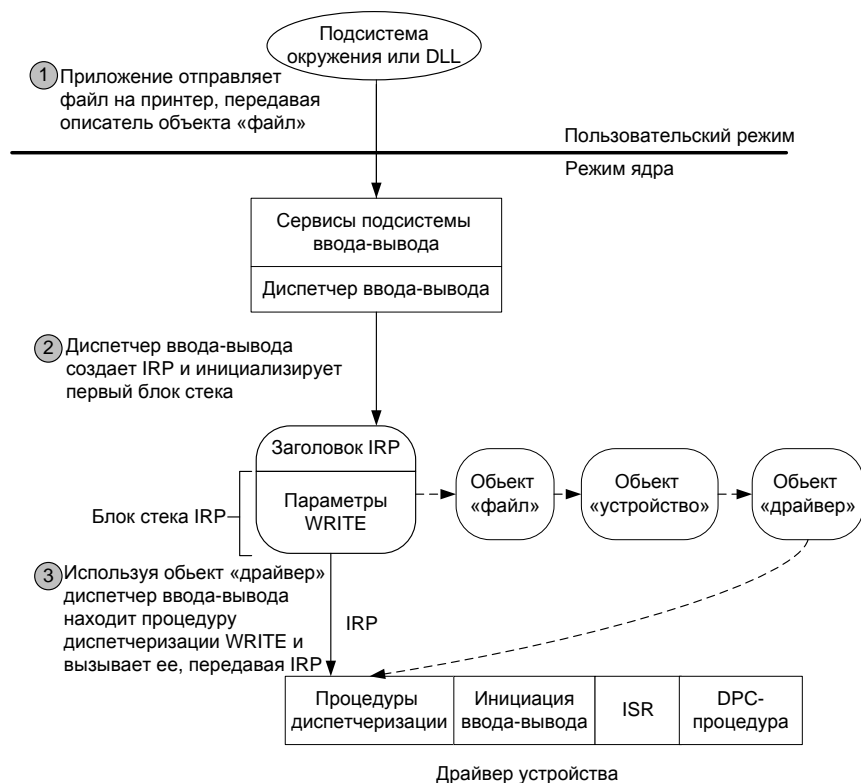 Подсистема
окружения или DLL
1
Приложение отправляет
файл на принтер, передавая
описатель объекта «файл»
Пользовательский режим
Режим ядра
Сервисы подсистемы
ввода-вывода
Диспетчер ввода-вывода
2
Диспетчер ввода-вывода
создает IRP и инициализирует
первый блок стека
Заголовок IRP
Блок стека IRP
Параметры
WRITE
Обьект
«файл»
Обьект
«устройство»
Обьект
«драйвер»
3
Используя обьект «драйвер»
диспетчер ввода-вывода
находит процедуру
диспетчеризации WRITE и
вызывает ее, передавая IRP
IRP
Процедуры
диспетчеризации
Инициация
ввода-вывода
ISR
DPC-
процедура
Драйвер устройства